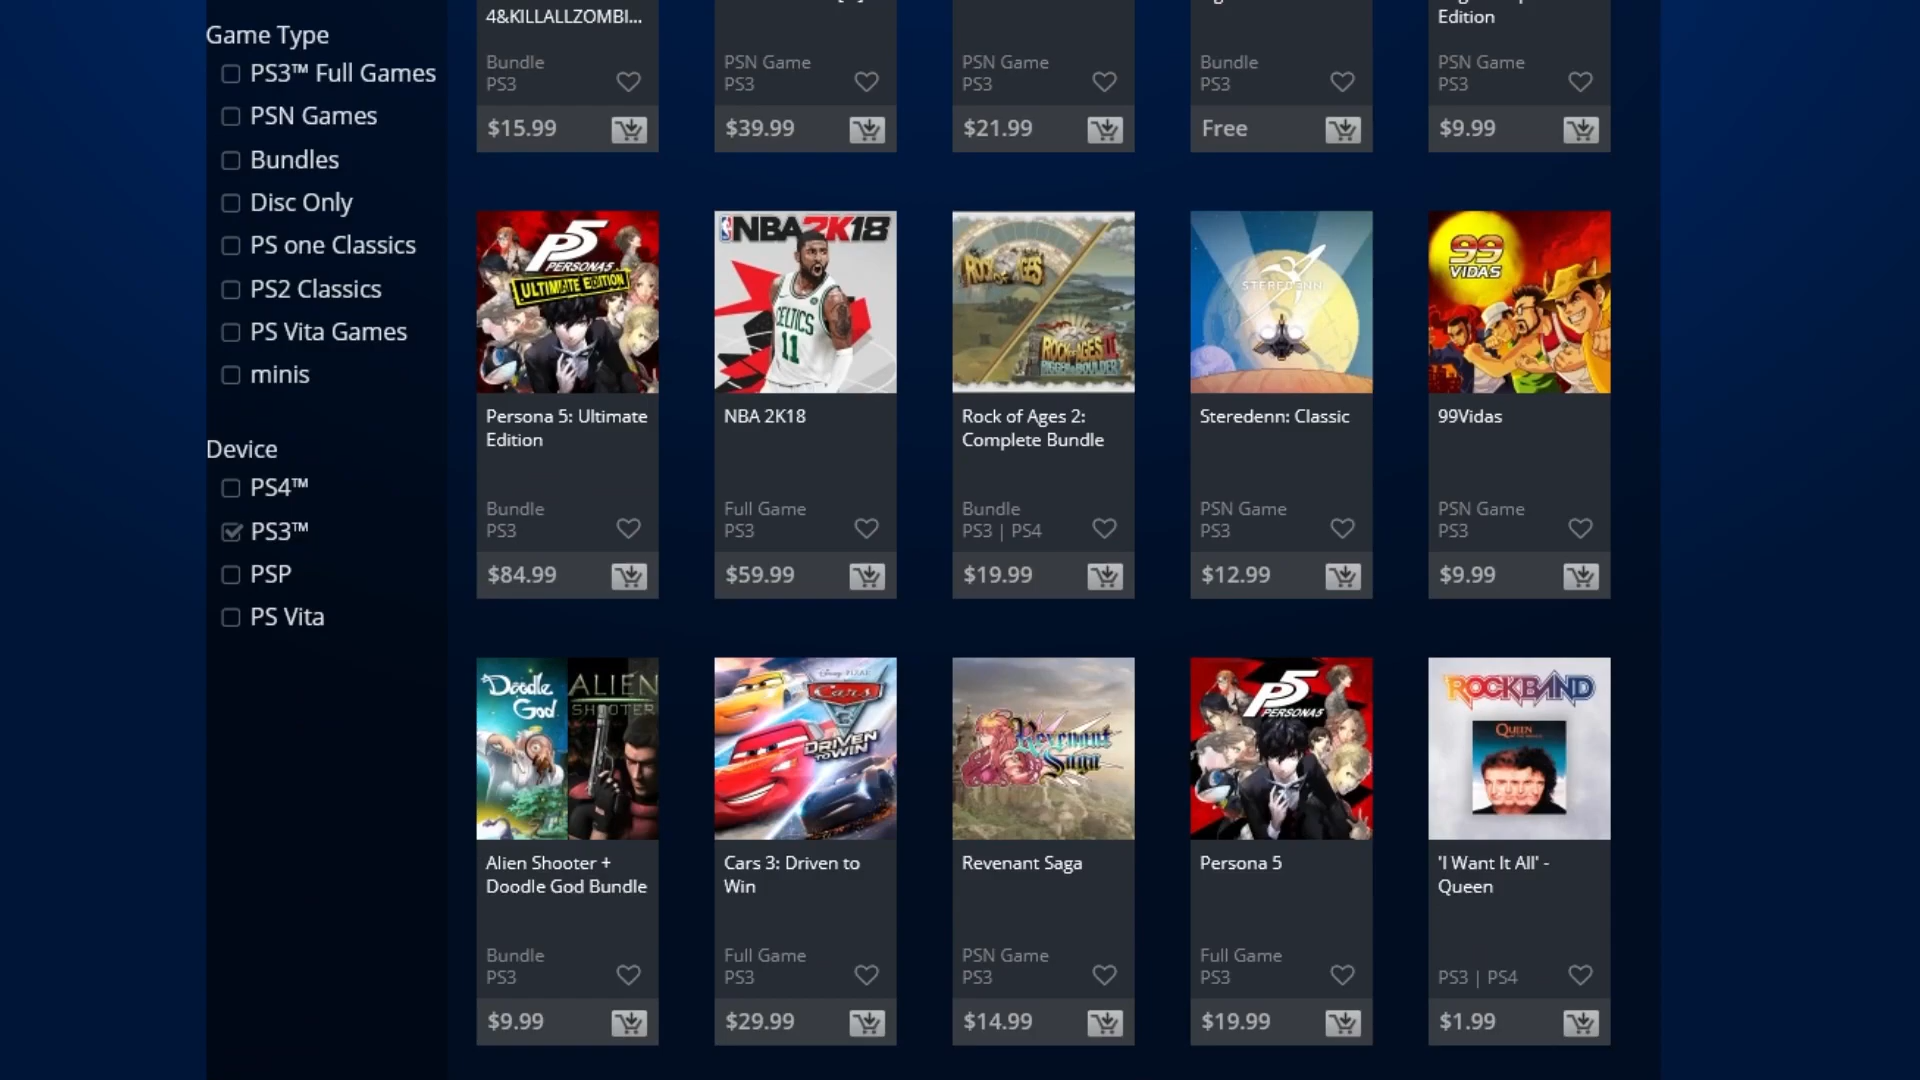 Game Type
PS3™ Full Games
PSN Games
Bundles
Disc Only
PS one Classics
PS2 Classics
PS Vita Games
minis
Device
PS4™
PS3™
PSP
PS Vita
4&KILLALLZOMBI...
Bundle
PS3
$15.99
PSN Game
PS3
$39.99
PSN Game
PS3
$21.99
Bundle
PS3
Free
Edition
PSN Game
PS3
$9.99
P5
PERSONA5
ULTIMATE EDITION
Persona 5: Ultimate
Edition
Bundle
PS3
$84.99
NBA2K18
CELTICS
11
NBA 2K18
Full Game
PS3
$59.99
ROCK OF AGES
ROCK OF AGES II
BIGGER & BOULDER
Rock of Ages 2:
Complete Bundle
Bundle
PS3 | PS4
$19.99
STEREDENN
Steredenn: Classic
PSN Game
PS3
$12.99
99
VIDAS
99Vidas
PSN Game
PS3
$9.99
Doodle
God
ALIEN
SHOOTER
Alien Shooter +
Doodle God Bundle
Bundle
PS3
$9.99
Disney PIXAR
Cars
3
DRIVEN
TO WIN
Cars 3: Driven to
Win
Full Game
PS3
$29.99
Revenant
Saga
Revenant Saga
PSN Game
PS3
$14.99
P5
PERSONA5
Persona 5
Full Game
PS3
$19.99
ROCKBAND
QUEEN
'I Want It All' -
Queen
PS3 | PS4
$1.99